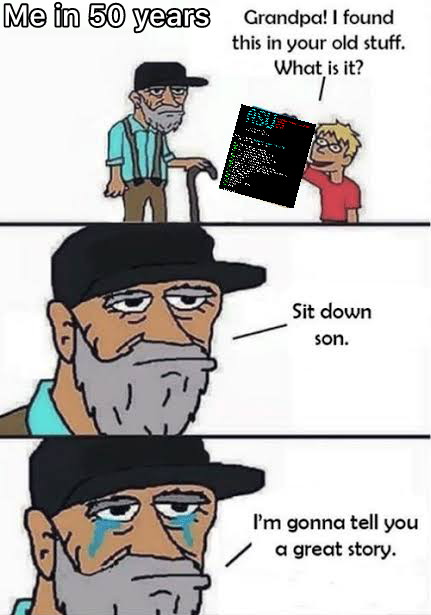 Me in 50 years
Grandpa! I found
this in your old stuff.
What is it?
ASU
Sit down
son.
I'm gonna tell you
a great story.